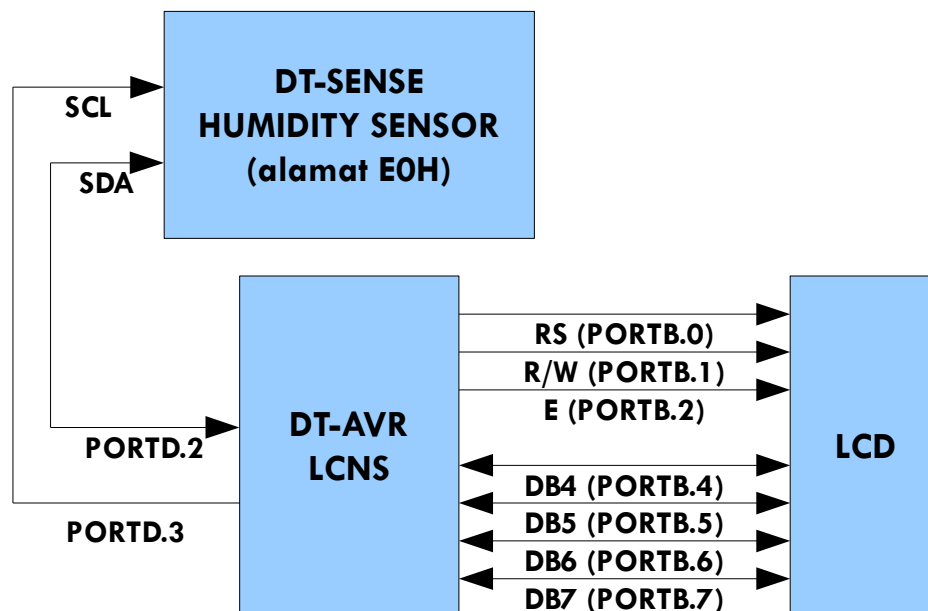 DT-SENSE
HUMIDITY SENSOR
(alamat E0H)
SCL
SDA
DT-AVR
LCNS
PORTD.2
PORTD.3
RS (PORTB.0)
R/W (PORTB.1)
E (PORTB.2)
DB4 (PORTB.4)
DB5 (PORTB.5)
DB6 (PORTB.6)
DB7 (PORTB.7)
LCD